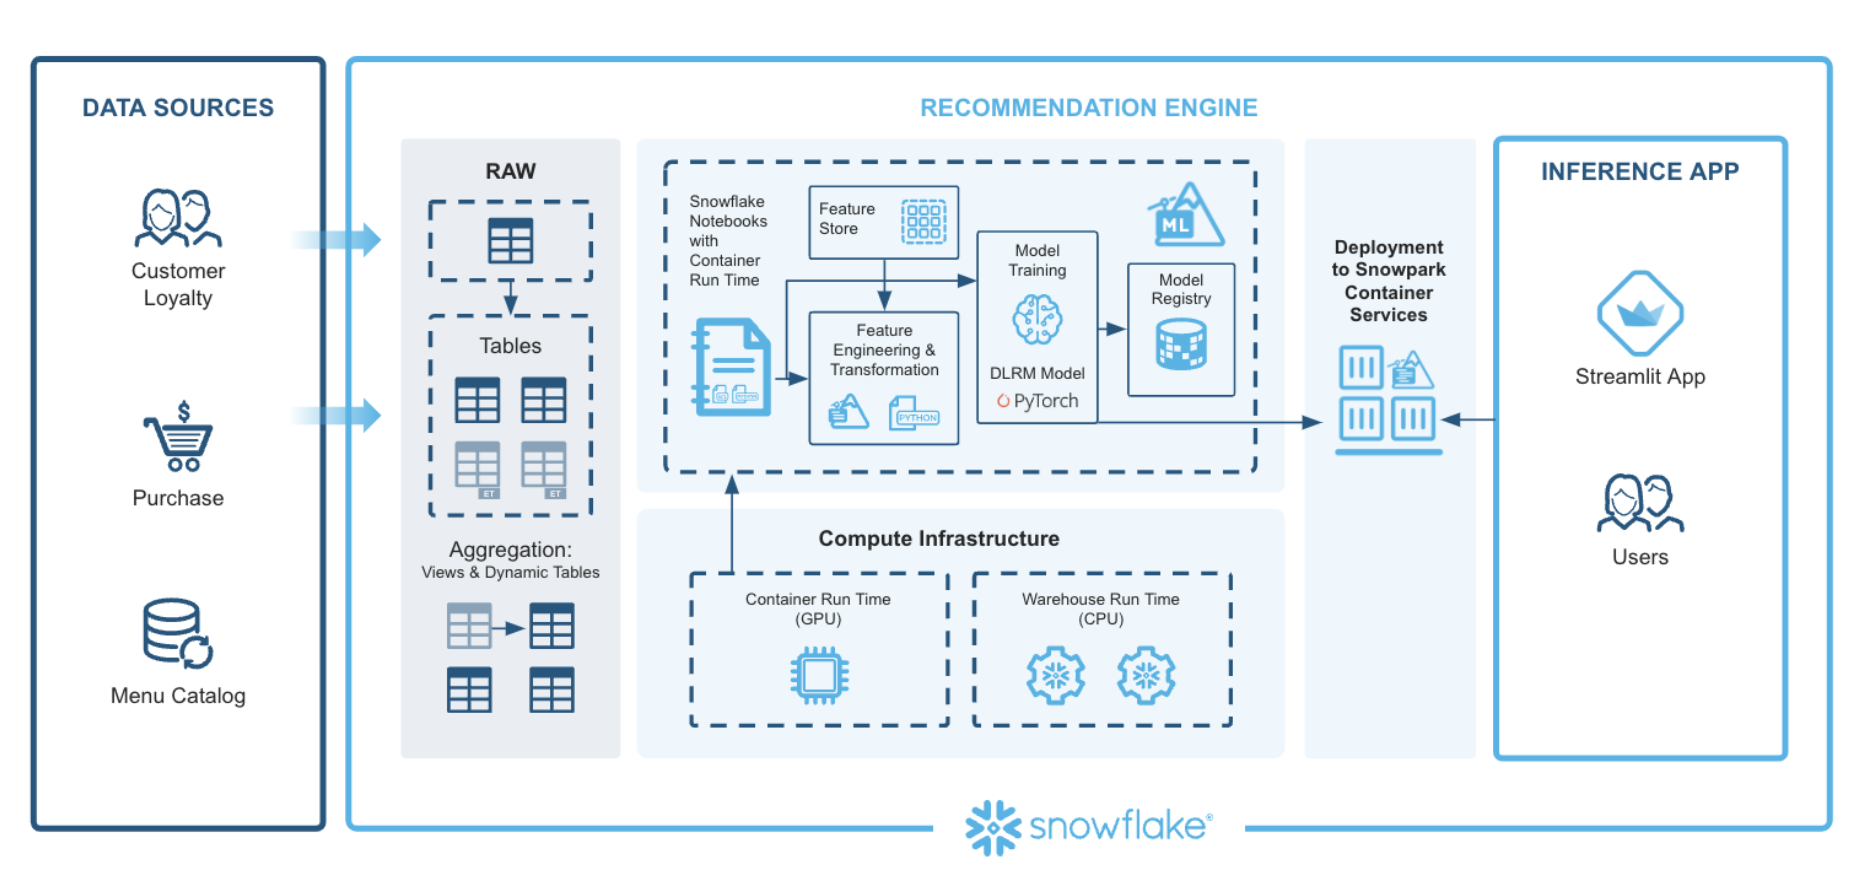 DATA SOURCES
Customer
Loyalty
$
Purchase
Menu Catalog
RECOMMENDATION ENGINE
RAW
Tables
ET
ET
Aggregation:
Views & Dynamic Tables
Snowflake
Notebooks
with
Container
Run Time
Feature
Store
Feature
Engineering &
Transformation
PYTHON
Model
Training
DLRM Model
PyTorch
ML
Model
Registry
Compute Infrastructure
Container Run Time
(GPU)
Warehouse Run Time
(CPU)
Deployment
to Snowpark
Container
Services
INFERENCE APP
Streamlit App
Users
snowflake®